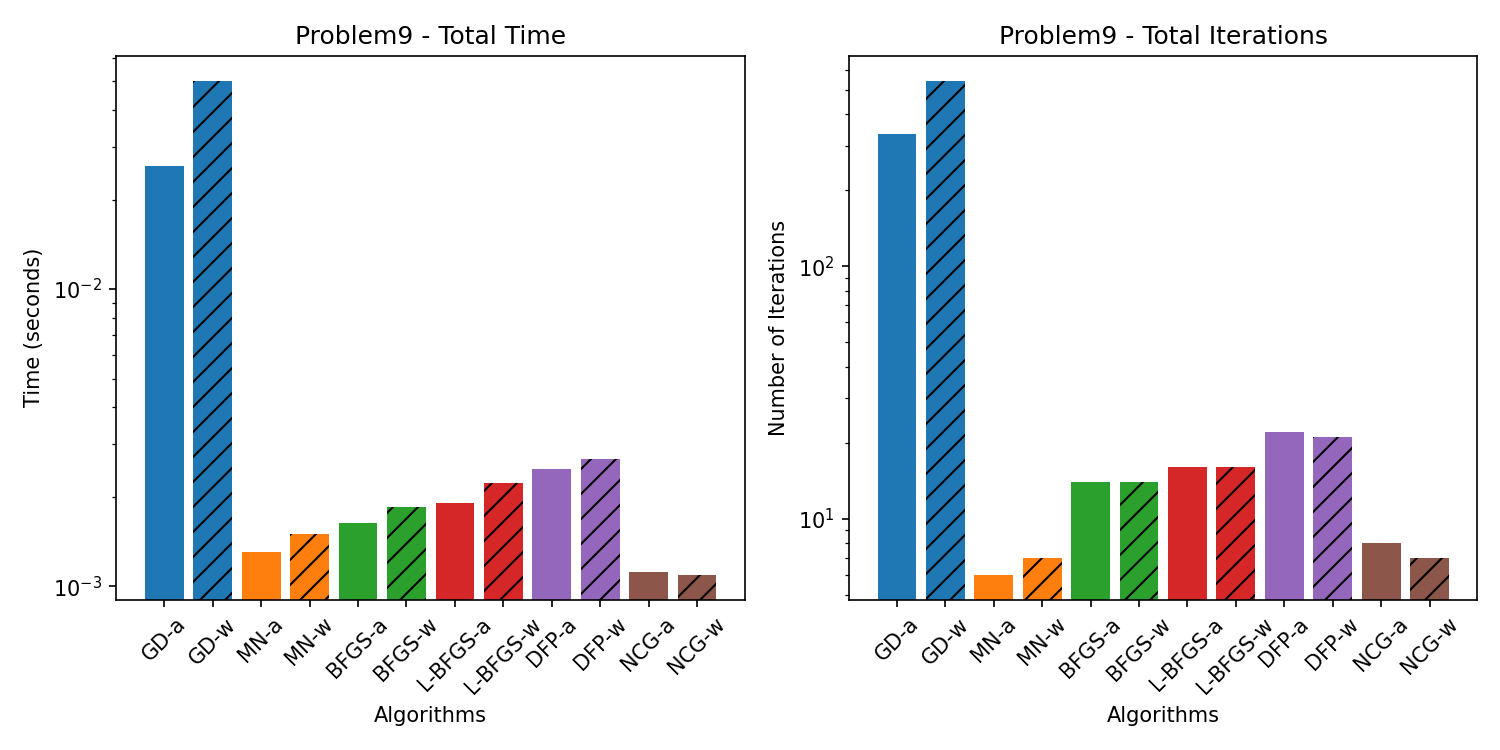 Problem9 - Total Time
Time (seconds)
10⁻²
10⁻³
GD-a
GD-w
MN-a
MN-w
BFGS-a
BFGS-w
L-BFGS-a
L-BFGS-w
DFP-a
DFP-w
NCG-a
NCG-w
Algorithms
Problem9 - Total Iterations
Number of Iterations
10²
10¹
GD-a
GD-w
MN-a
MN-w
BFGS-a
BFGS-w
L-BFGS-a
L-BFGS-w
DFP-a
DFP-w
NCG-a
NCG-w
Algorithms